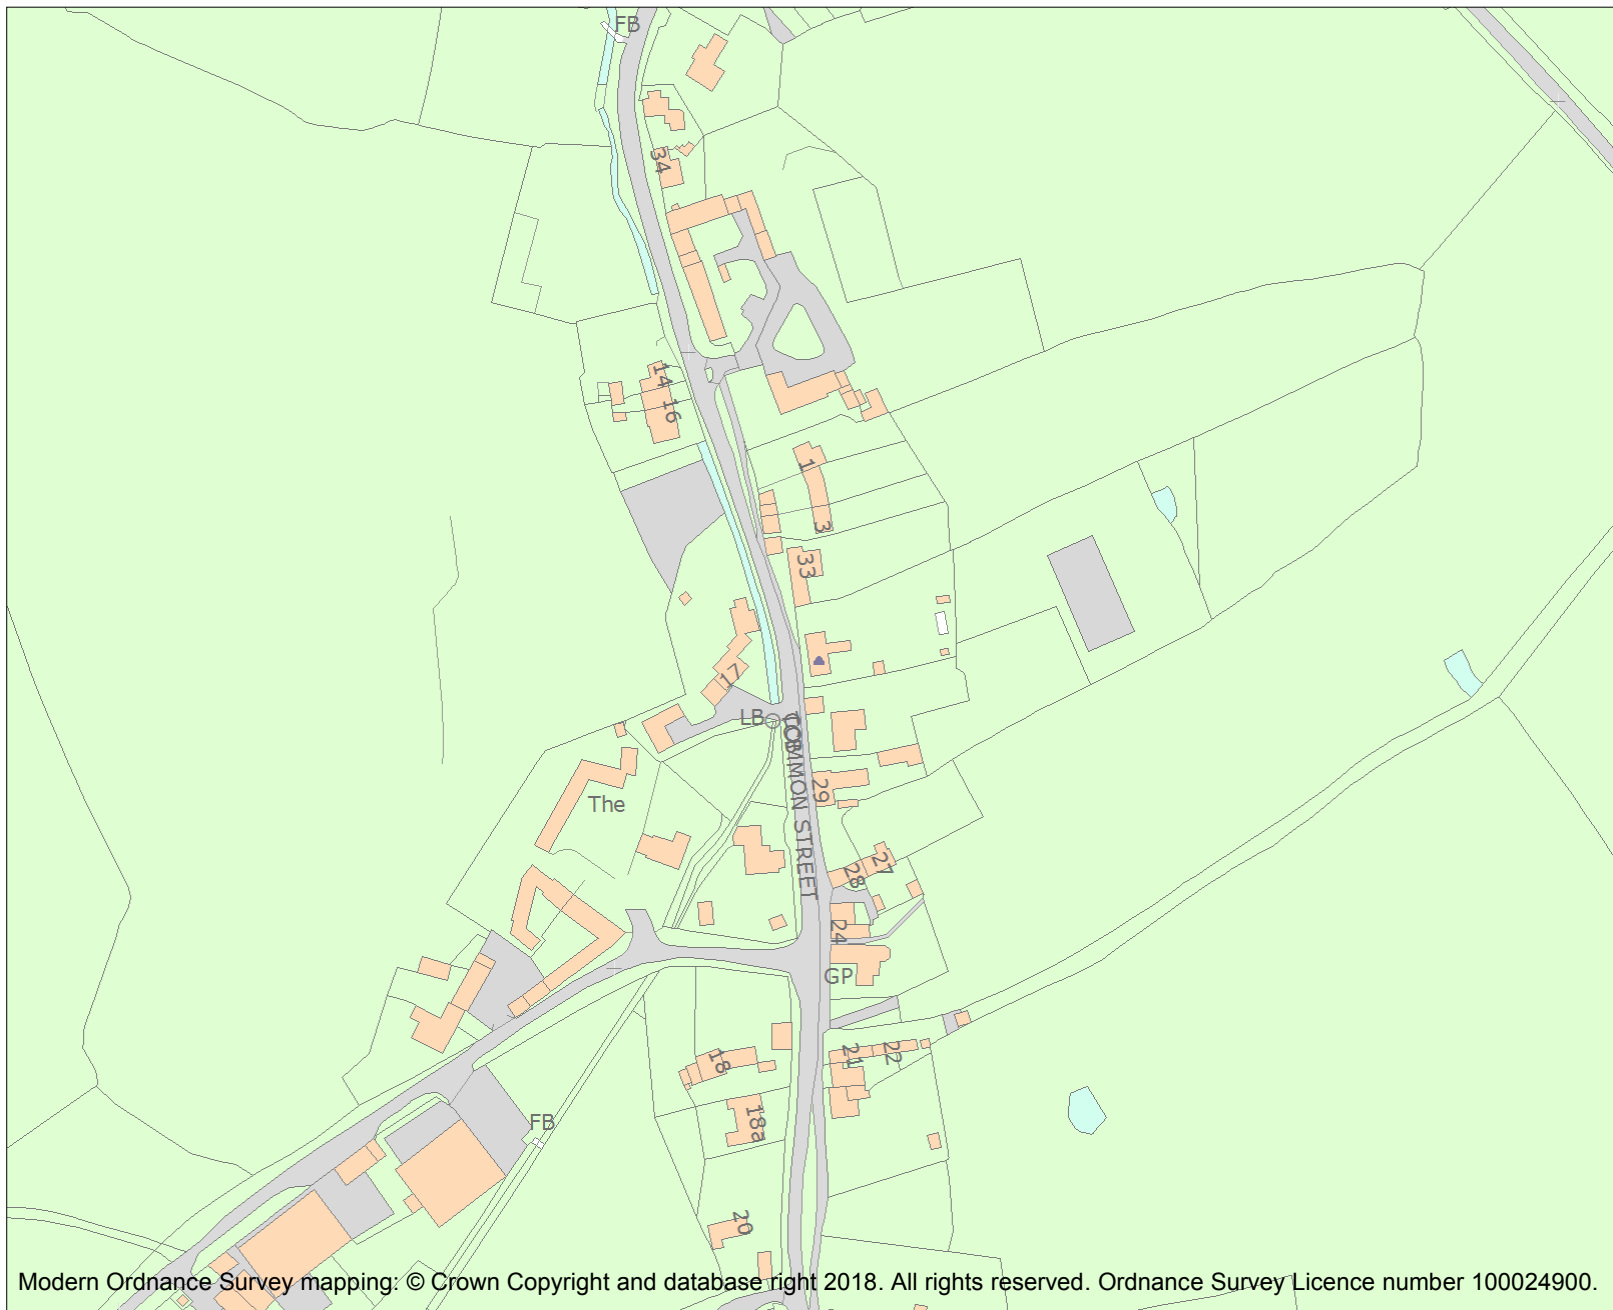 FB
34
14
16
1
3
33
17
LB
TCB
COMMON STREET
The
29
27
28
24
GP
18
21
22
18a
FB
20
Modern Ordnance Survey mapping: © Crown Copyright and database right 2018. All rights reserved. Ordnance Survey Licence number 100024900.